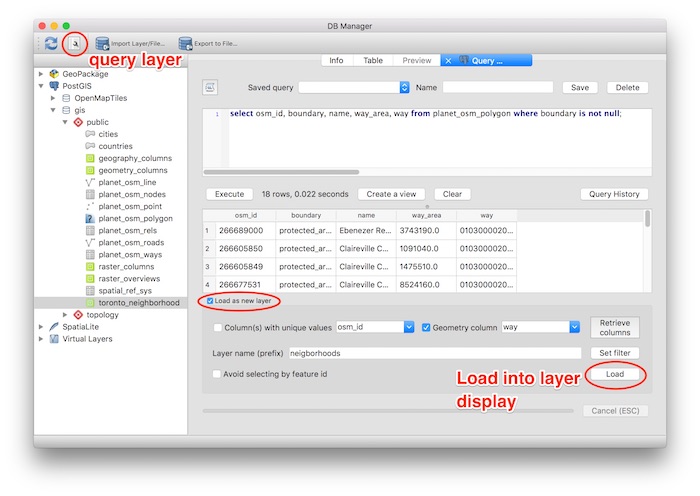 DB Manager
Import Layer/File...
Export to File...
query layer
Info
Table
Preview
Query ...
GeoPackage
PostGIS
OpenMapTiles
gis
public
cities
countries
geography_columns
geometry_columns
planet_osm_line
planet_osm_nodes
planet_osm_point
planet_osm_polygon
planet_osm_rels
planet_osm_roads
planet_osm_ways
raster_columns
raster_overviews
spatial_ref_sys
toronto_neighborhood
topology
SpatiaLite
Virtual Layers
Saved query
Name
Save
Delete
1 select osm_id, boundary, name, way_area, way from planet_osm_polygon where boundary is not null;
Execute
18 rows, 0.022 seconds
Create a view
Clear
Query History
osm_id boundary name way_area way
1 266689000 protected_ar... Ebenezer Re... 3743190.0 0103000020...
2 266605850 protected_ar... Claireville C... 1091040.0 0103000020...
3 266605849 protected_ar... Claireville C... 1475510.0 0103000020...
4 266677531 protected_ar... Claireville C... 8524160.0 0103000020...
Load as new layer
Column(s) with unique values osm_id
Geometry column way
Retrieve
columns
Layer name (prefix) neigborhoods
Set filter
Avoid selecting by feature id
Load
Load into layer
display
Cancel (ESC)